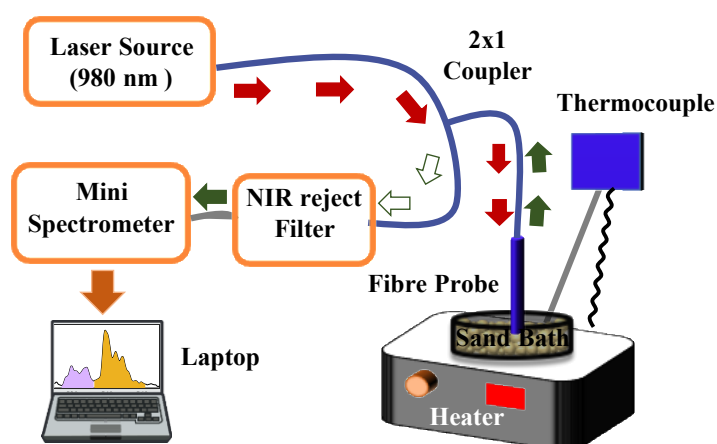 Laser Source
(980 nm )
2x1
Coupler
Thermocouple
Mini
Spectrometer
NIR reject
Filter
Fibre Probe
Sand Bath
Laptop
Heater